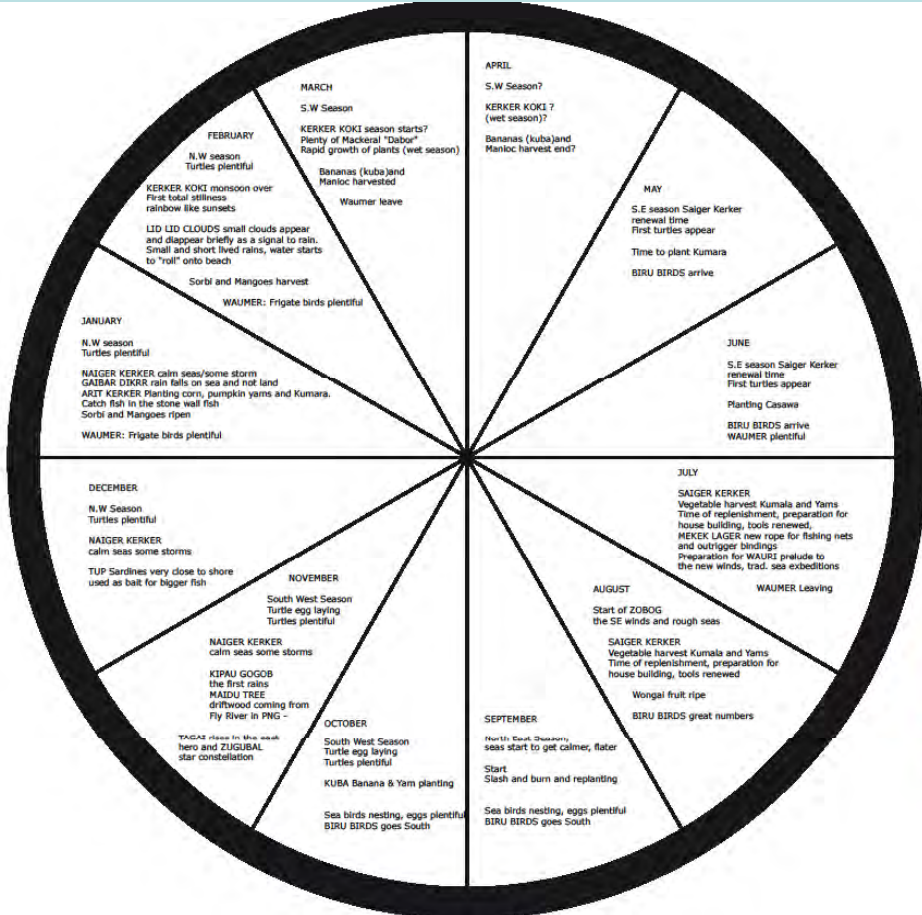 JANUARY
N.W season
Turtles plentiful
NAIGER KERKER calm seas/some storm
GAIBAR DIKRR rain falls on sea and not land
ARIT KERKER Planting corn, pumpkin yams and Kumara.
Catch fish in the stone wall fish
Sorbi and Mangoes ripen
WAUMER: Frigate birds plentiful
FEBRUARY
N.W season
Turtles plentiful
KERKER KOKI monsoon over
First total stillness
rainbow like sunsets
LID LID CLOUDS small clouds appear
and diappear briefly as a signal to rain.
Small and short lived rains, water starts
to "roll" onto beach
Sorbi and Mangoes harvest
WAUMER: Frigate birds plentiful
MARCH
S.W Season
KERKER KOKI season starts?
Plenty of Mackeral "Dabor"
Rapid growth of plants (wet season)
Bananas (kuba)and
Manioc harvested
Waumer leave
APRIL
S.W Season?
KERKER KOKI ?
(wet season)?
Bananas (kuba)and
Manioc harvest end?
MAY
S.E season Saiger Kerker
renewal time
First turtles appear
Time to plant Kumara
BIRU BIRDS arrive
JUNE
S.E season Saiger Kerker
renewal time
First turtles appear
Planting Casawa
BIRU BIRDS arrive
WAUMER plentiful
JULY
SAIGER KERKER
Vegetable harvest Kumala and Yams
Time of replenishment, preparation for
house building, tools renewed,
MEKEK LAGER new rope for fishing nets
and outrigger bindings
Preparation for WAURI prelude to
the new winds, trad. sea exbeditions
WAUMER Leaving
AUGUST
Start of ZOBOG
the SE winds and rough seas
SAIGER KERKER
Vegetable harvest Kumala and Yams
Time of replenishment, preparation for
house building, tools renewed
Wongai fruit ripe
BIRU BIRDS great numbers
SEPTEMBER
North East Season,
seas start to get calmer, flater
Start
Slash and burn and replanting
Sea birds nesting, eggs plentiful
BIRU BIRDS goes South
OCTOBER
South West Season
Turtle egg laying
Turtles plentiful
KUBA Banana & Yam planting
Sea birds nesting, eggs plentiful
BIRU BIRDS goes South
NOVEMBER
South West Season
Turtle egg laying
Turtles plentiful
NAIGER KERKER
calm seas some storms
KIPAU GOGOB
the first rains
MAIDU TREE
driftwood coming from
Fly River in PNG -
TAGAI rises in the east
hero and ZUGUBAL
star constellation
DECEMBER
N.W Season
Turtles plentiful
NAIGER KERKER
calm seas some storms
TUP Sardines very close to shore
used as bait for bigger fish